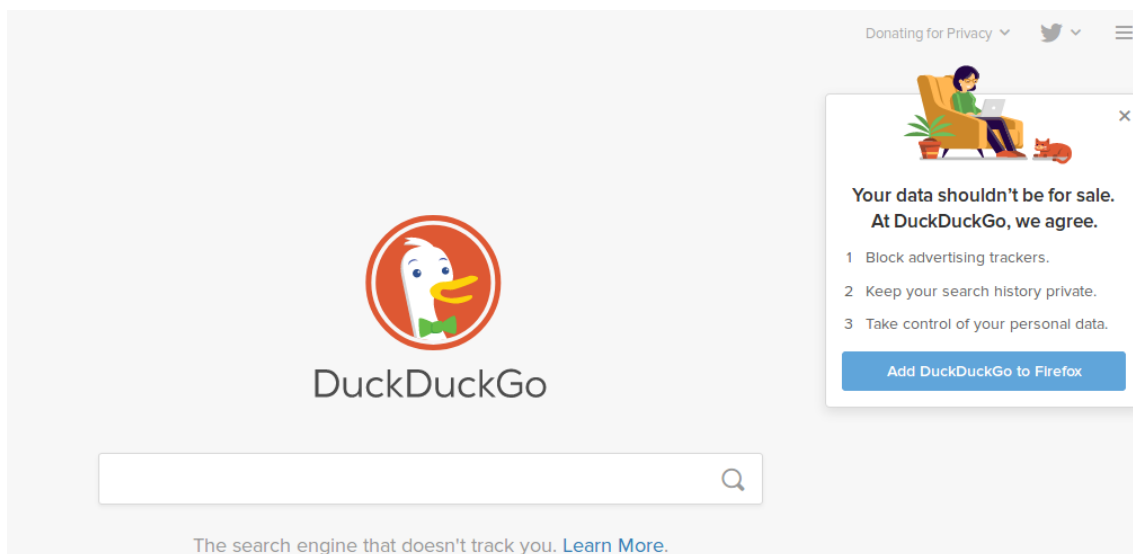 Donating for Privacy
Your data shouldn't be for sale.
At DuckDuckGo, we agree.
1 Block advertising trackers.
2 Keep your search history private.
3 Take control of your personal data.
Add DuckDuckGo to Firefox
DuckDuckGo
The search engine that doesn't track you. Learn More.